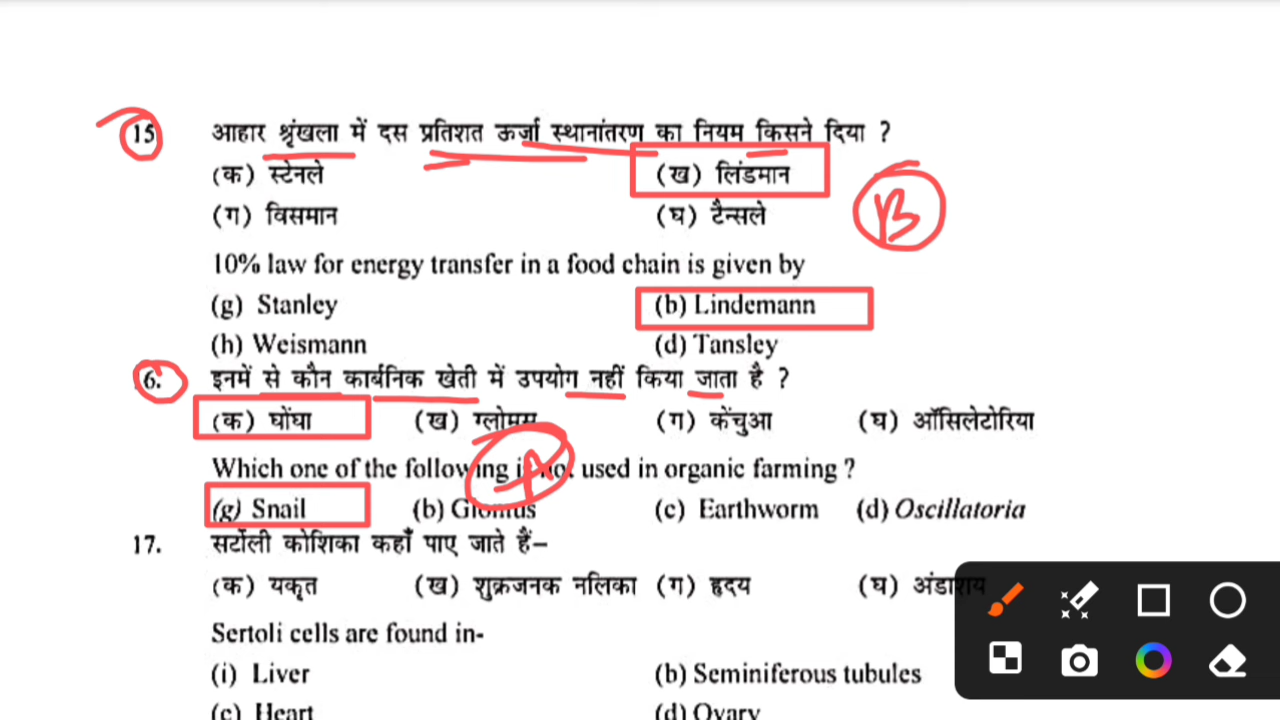 15 आहार श्रृंखला में दस प्रतिशत ऊर्जा स्थानांतरण का नियम किसने दिया ?
(क) स्टेनले (ख) लिंडमान
(ग) विसमान (घ) टैन्सले
B
10% law for energy transfer in a food chain is given by
(g) Stanley (b) Lindemann
(h) Weismann (d) Tansley
6. इनमें से कौन कार्बनिक खेती में उपयोग नहीं किया जाता है ?
(क) घोंघा (ख) ग्लोमस (ग) केंचुआ (घ) ऑसिलेटोरिया
Which one of the following used in organic farming ?
A
(g) Snail (b) (c) Earthworm (d) Oscillatoria
17. सर्टोली कोशिका कहाँ पाए जाते हैं–
(क) यकृत (ख) शुक्रजनक नलिका (ग) हृदय (घ) अंडाशय
Sertoli cells are found in-
(i) Liver (b) Seminiferous tubules
(c) Heart (d) Ovary